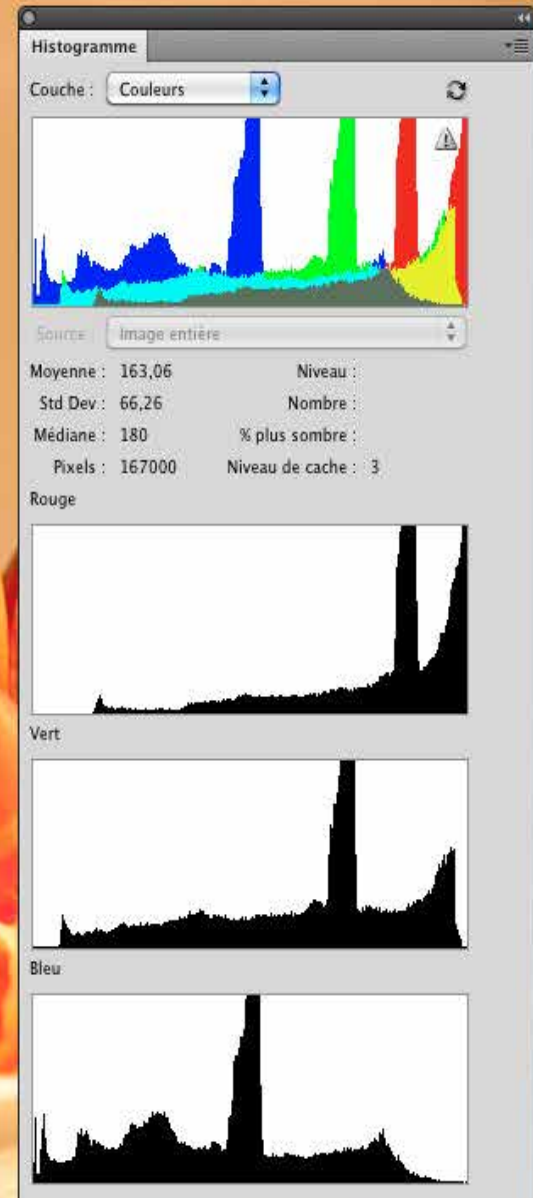 Histogramme
Couche : Couleurs
Source : Image entière
Moyenne : 163,06 Niveau :
Std Dev : 66,26 Nombre :
Médiane : 180 % plus sombre :
Pixels : 167000 Niveau de cache : 3
Rouge
Vert
Bleu